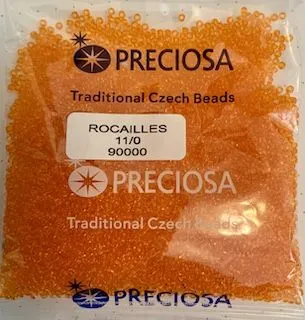 PRECIOSA
Traditional Czech Beads
ROCAILLES
11/0
90000
PRECIOSA
Traditional Czech Beads
PRECIOSA